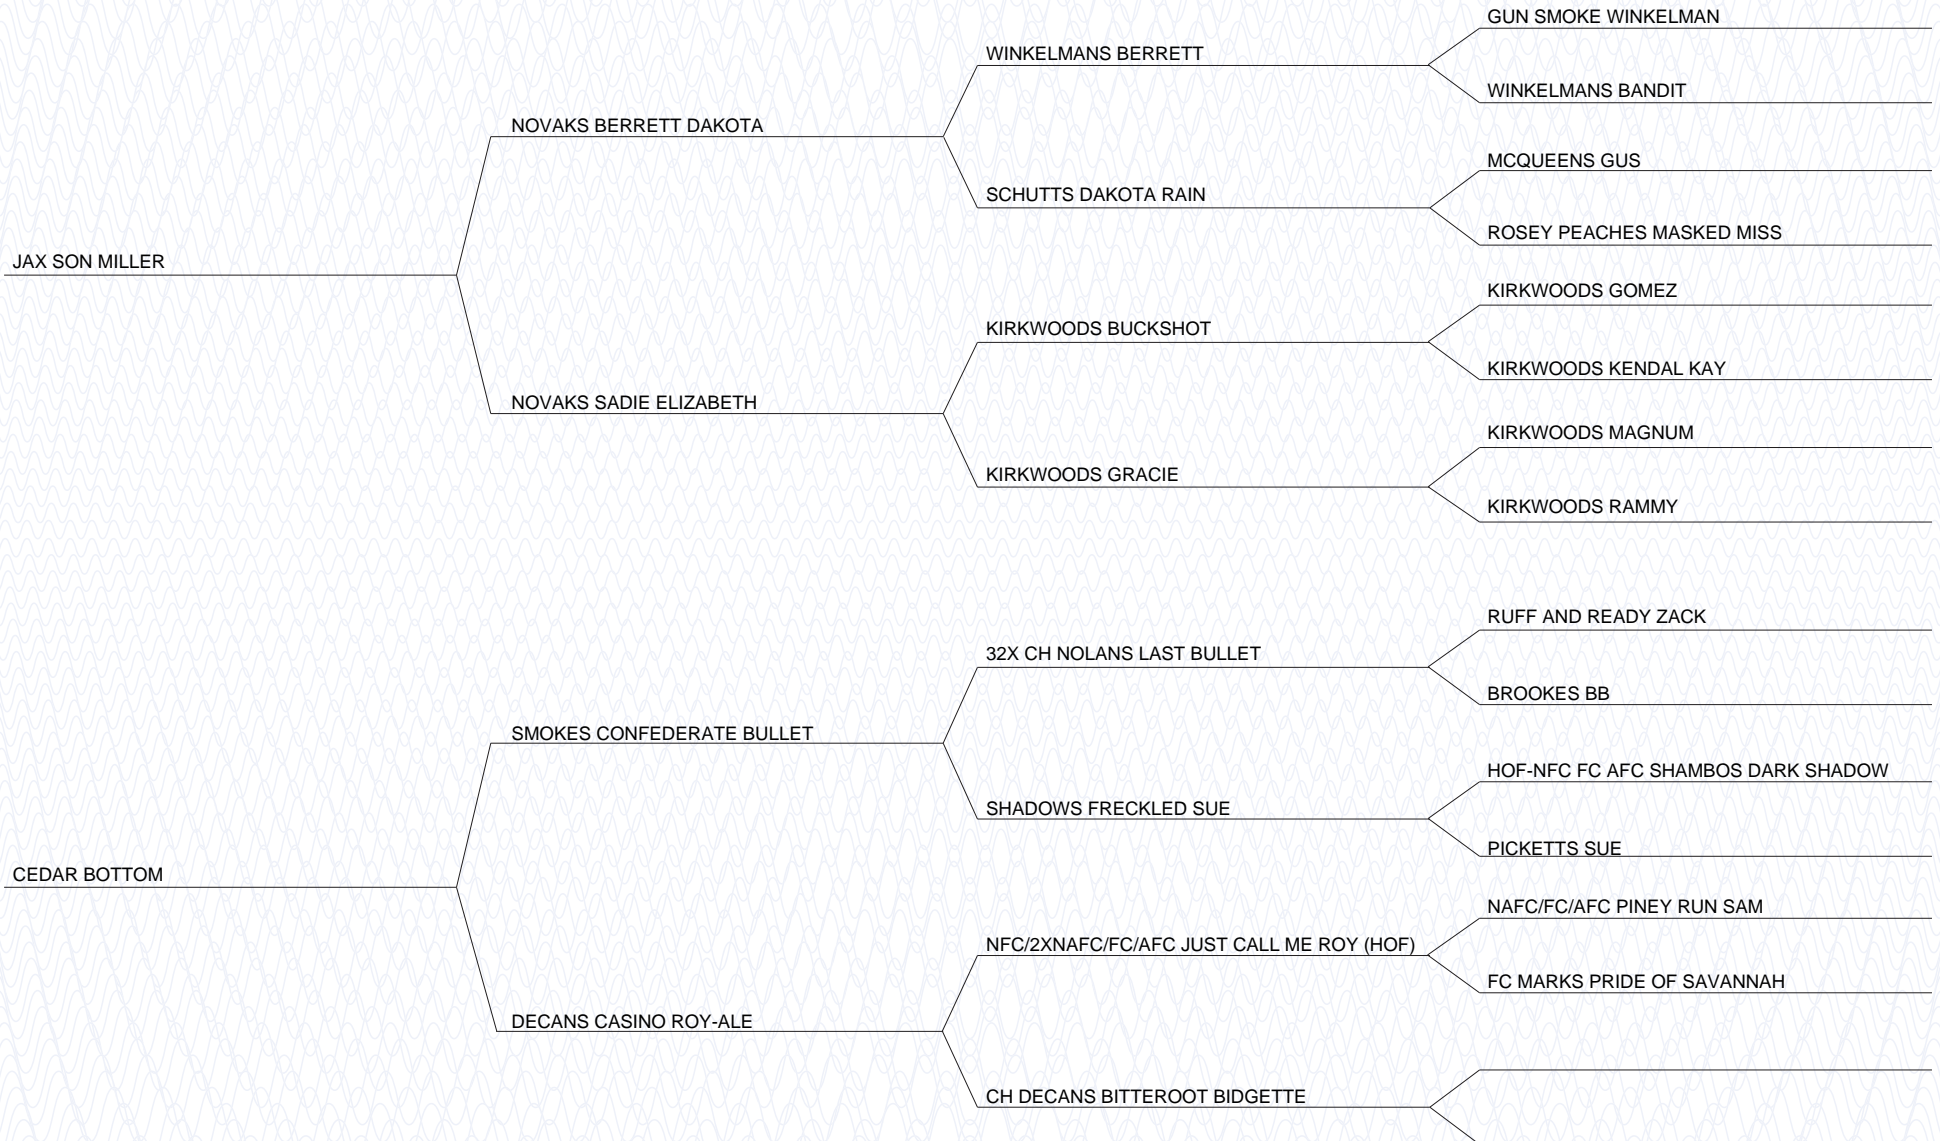 GUN SMOKE WINKELMAN
WINKELMANS BERRETT
WINKELMANS BANDIT
NOVAKS BERRETT DAKOTA
MCQUEENS GUS
SCHUTTS DAKOTA RAIN
ROSEY PEACHES MASKED MISS
JAX SON MILLER
KIRKWOODS GOMEZ
KIRKWOODS BUCKSHOT
KIRKWOODS KENDAL KAY
NOVAKS SADIE ELIZABETH
KIRKWOODS MAGNUM
KIRKWOODS GRACIE
KIRKWOODS RAMMY
RUFF AND READY ZACK
32X CH NOLANS LAST BULLET
BROOKES BB
SMOKES CONFEDERATE BULLET
HOF-NFC FC AFC SHAMBOS DARK SHADOW
SHADOWS FRECKLED SUE
PICKETTS SUE
CEDAR BOTTOM
NAFC/FC/AFC PINEY RUN SAM
NFC/2XNAFC/FC/AFC JUST CALL ME ROY (HOF)
FC MARKS PRIDE OF SAVANNAH
DECANS CASINO ROY-ALE
CH DECANS BITTEROOT BIDGETTE